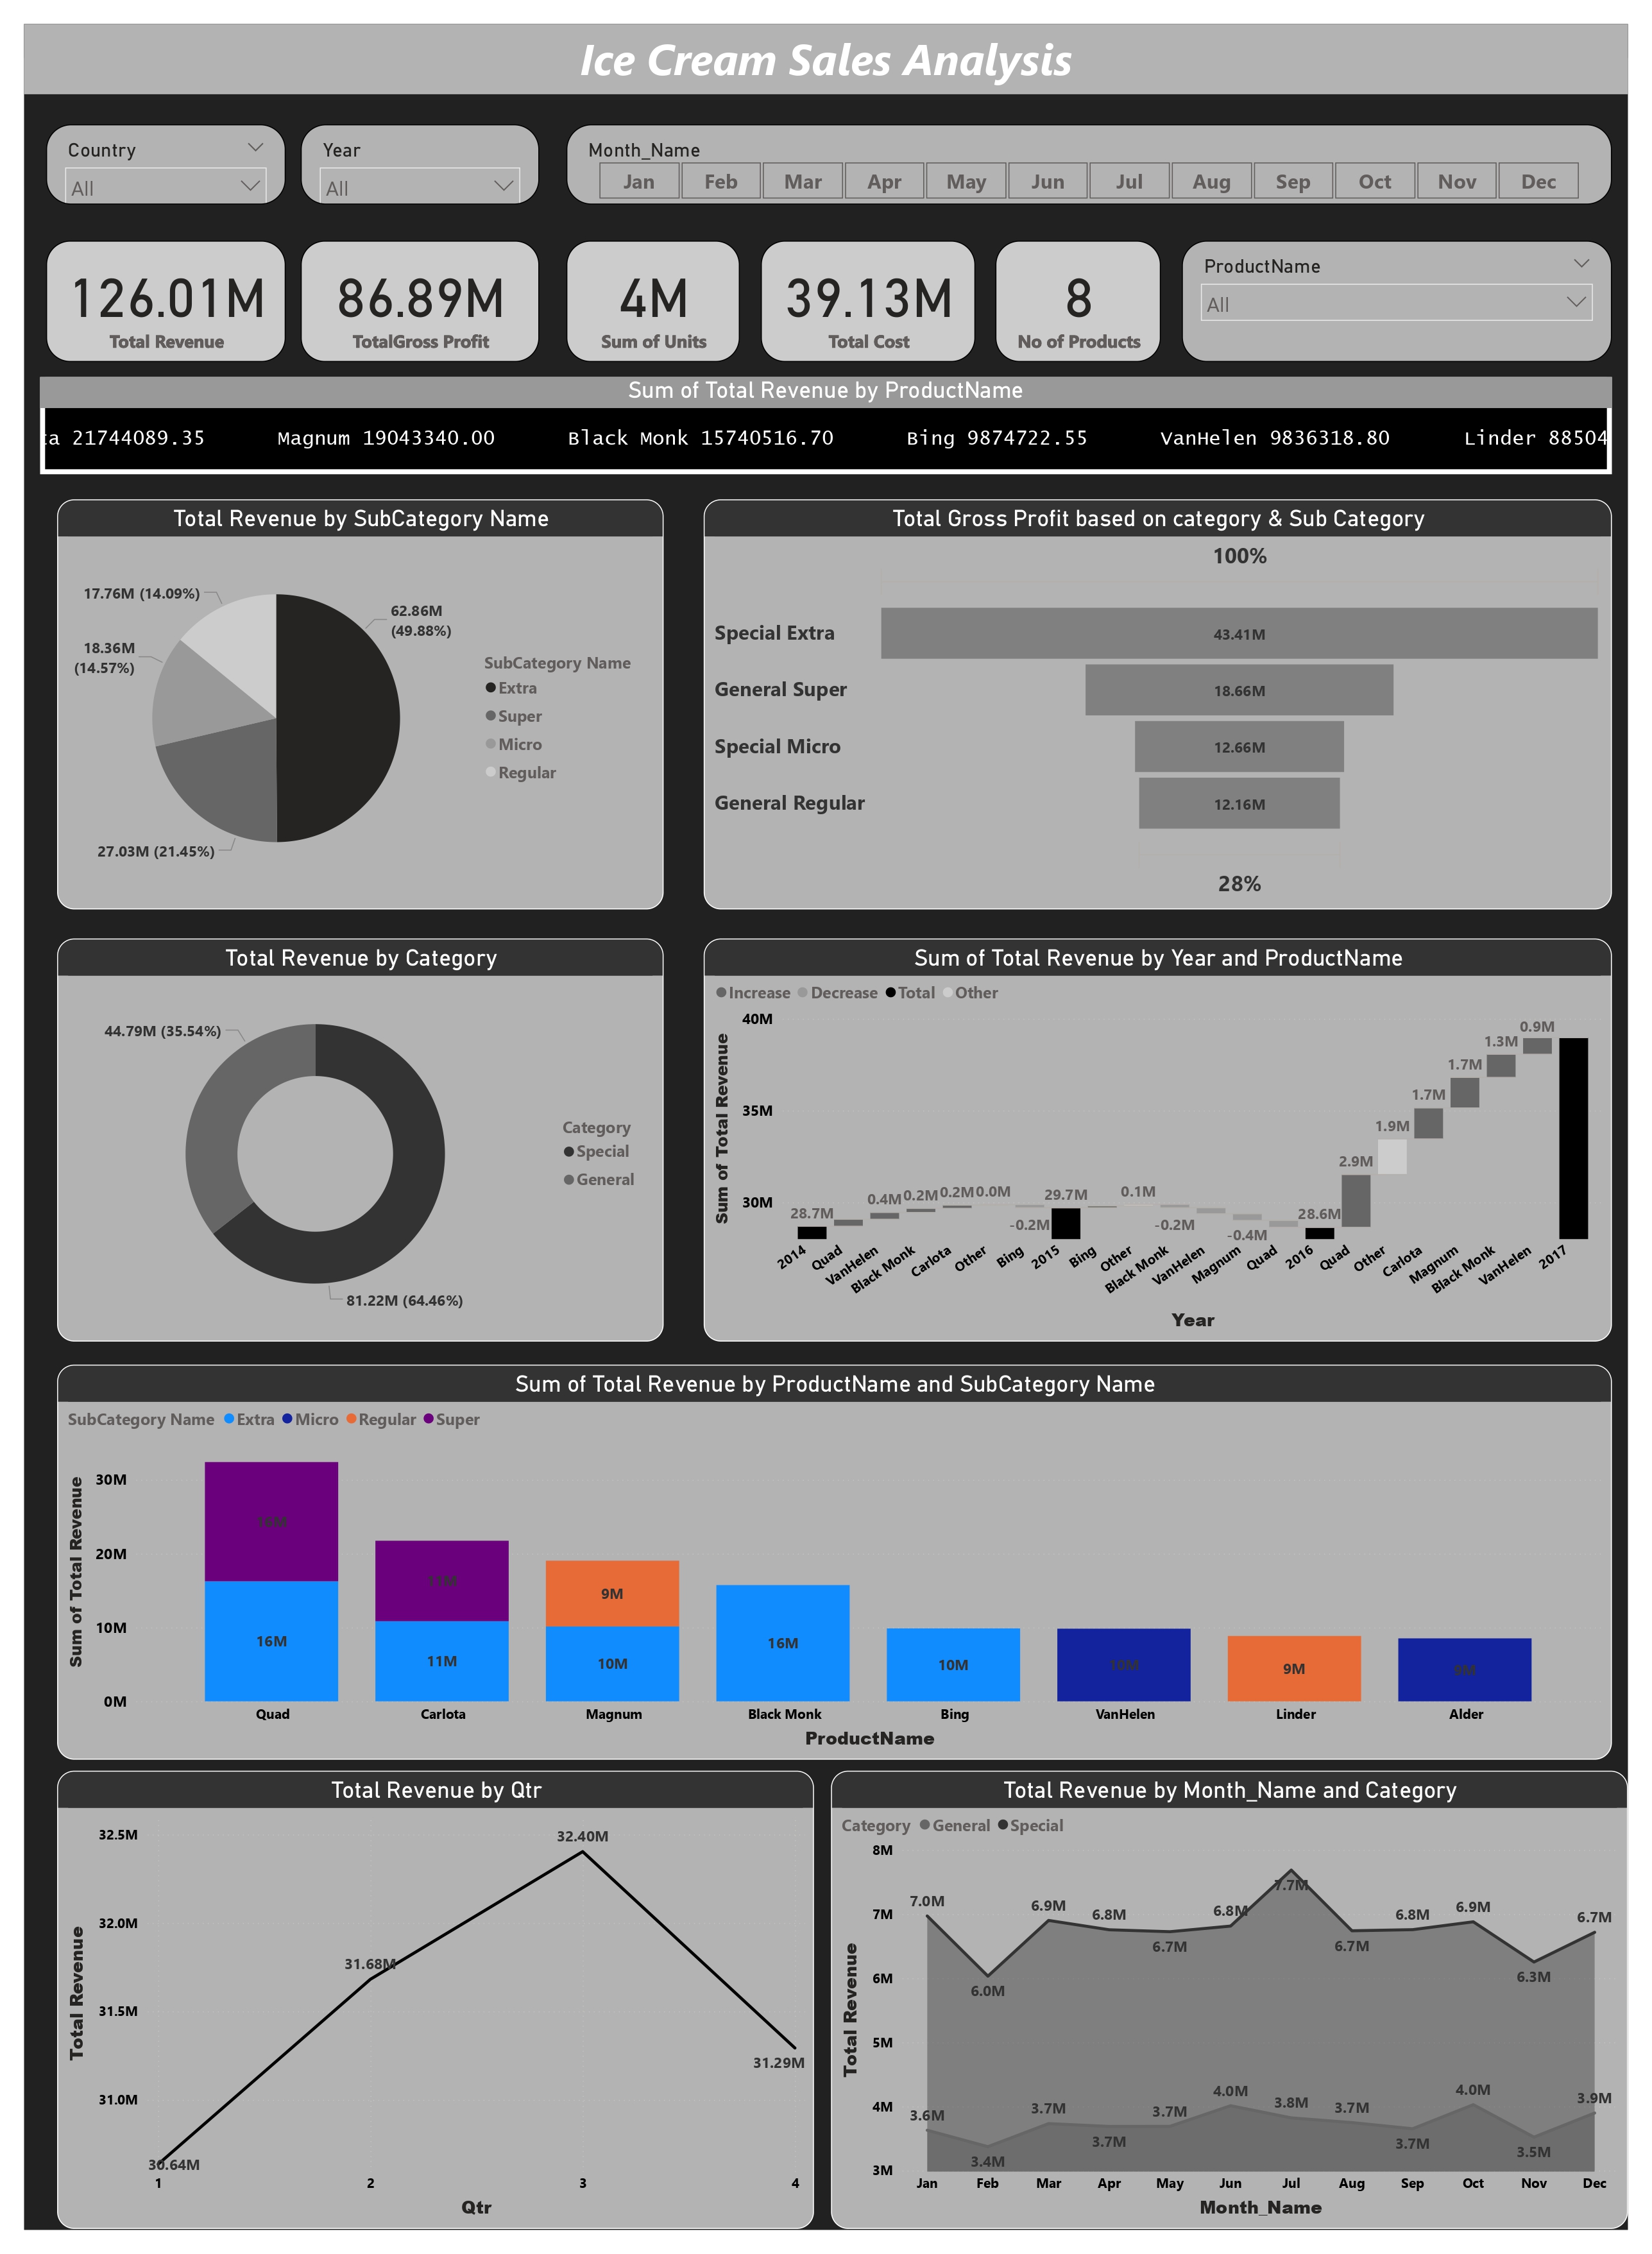 Ice Cream Sales Analysis
Country
All
Year
All
Month_Name
Jan Feb Mar Apr May Jun Jul Aug Sep Oct Nov Dec
126.01M
Total Revenue
86.89M
TotalGross Profit
4M
Sum of Units
39.13M
Total Cost
8
No of Products
ProductName
All
Sum of Total Revenue by ProductName
ta 21744089.35 Magnum 19043340.00 Black Monk 15740516.70 Bing 9874722.55 VanHelen 9836318.80 Linder 88504
Total Revenue by SubCategory Name
17.76M (14.09%)
62.86M
(49.88%)
18.36M
(14.57%)
27.03M (21.45%)
SubCategory Name
Extra
Super
Micro
Regular
Total Gross Profit based on category & Sub Category
100%
Special Extra 43.41M
General Super 18.66M
Special Micro 12.66M
General Regular 12.16M
28%
Total Revenue by Category
44.79M (35.54%)
81.22M (64.46%)
Category
Special
General
Sum of Total Revenue by Year and ProductName
Increase Decrease Total Other
Sum of Total Revenue
40M
35M
30M
28.7M 0.4M 0.2M 0.2M 0.0M -0.2M 29.7M 0.1M -0.2M -0.4M 28.6M 2.9M 1.9M 1.7M 1.7M 1.3M 0.9M
2014 Quad VanHelen Black Monk Carlota Other Bing 2015 Bing Other Black Monk VanHelen Magnum Quad 2016 Quad Other Carlota Magnum Black Monk VanHelen 2017
Year
Sum of Total Revenue by ProductName and SubCategory Name
SubCategory Name Extra Micro Regular Super
Sum of Total Revenue
30M
20M
10M
0M
16M 11M 9M
16M 11M 10M 16M 10M 10M 9M 9M
Quad Carlota Magnum Black Monk Bing VanHelen Linder Alder
ProductName
Total Revenue by Qtr
Total Revenue
32.5M
32.0M
31.5M
31.0M
30.64M 31.68M 32.40M 31.29M
1 2 3 4
Qtr
Total Revenue by Month_Name and Category
Category General Special
Total Revenue
8M
7M
6M
5M
4M
3M
7.0M 6.0M 6.9M 6.8M 6.7M 6.8M 7.7M 6.7M 6.8M 6.9M 6.3M 6.7M
3.6M 3.4M 3.7M 3.7M 3.7M 4.0M 3.8M 3.7M 3.7M 4.0M 3.5M 3.9M
Jan Feb Mar Apr May Jun Jul Aug Sep Oct Nov Dec
Month_Name